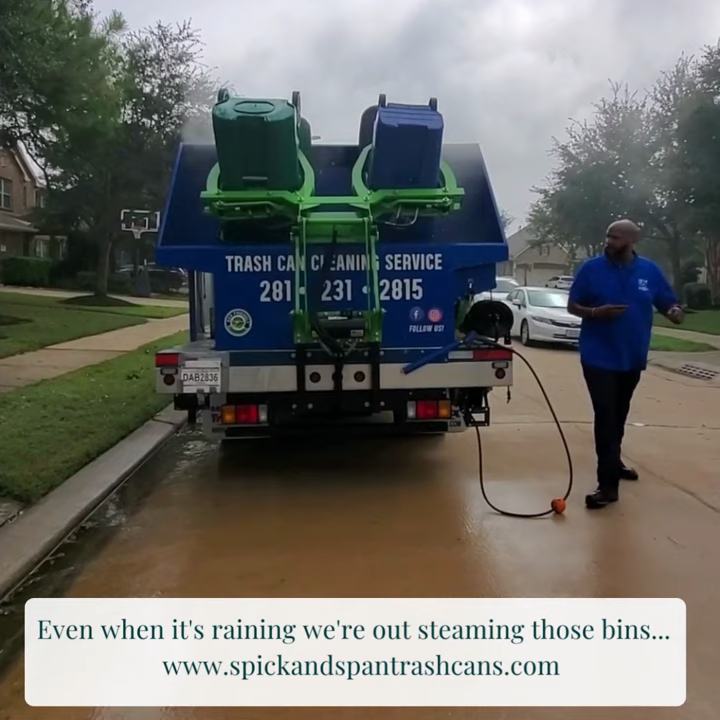 TRASH CAN CLEANING SERVICE
281 • 231 • 2815
FOLLOW US!
DAB2836
Even when it's raining we're out steaming those bins...
www.spickandspantrashcans.com